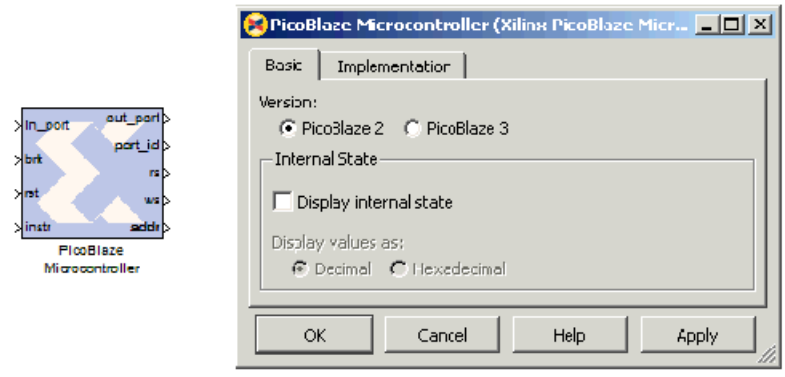 PicoBlaze Microcontroller (Xilinx PicoBlaze Micr...
Basic Implementation
Version:
PicoBlaze 2 PicoBlaze 3
Internal State
Display internal state
Display values as:
Decimal Hexedecimal
OK Cancel Help Apply
In_port out_port
port_id
brk
rs
rst ws
instr addr
PicoBlaze
Microcontroller